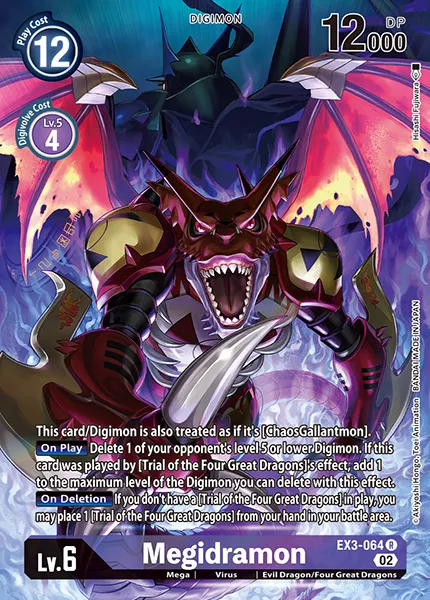 Play Cost
12
DIGIMON
12000
DP
Digivolve Cost
Lv.5
4
Hisashi Fujiwara
©Akiyoshi Hongo, Toei Animation BANDAI MADE IN JAPAN
This card/Digimon is also treated as if it's [ChaosGallantmon].
On Play Delete 1 of your opponent's level 5 or lower Digimon. If this
card was played by [Trial of the Four Great Dragons]'s effect, add 1
to the maximum level of the Digimon you can delete with this effect.
On Deletion If you don't have a [Trial of the Four Great Dragons] in play, you
may place 1 [Trial of the Four Great Dragons] from your hand in your battle area.
Lv.6
Megidramon
EX3-064 R
02
Mega Virus Evil Dragon/Four Great Dragons